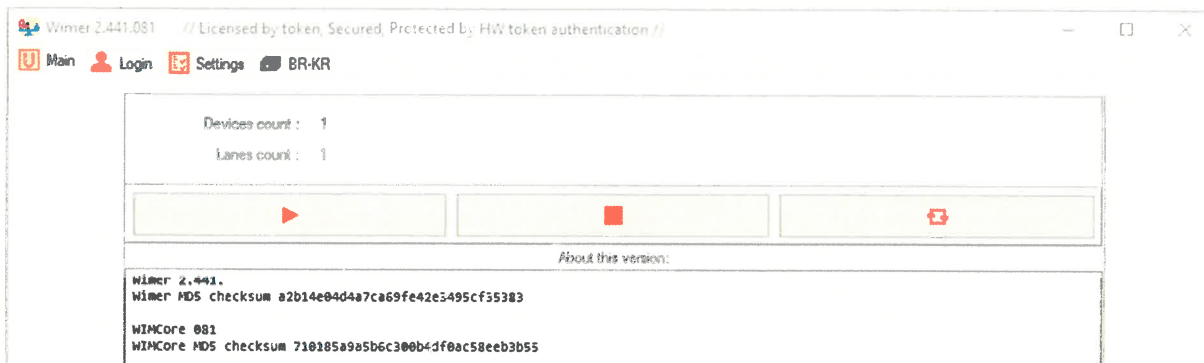 Wimer 2.441.081 // Licensed by token, Secured, Protected by HW token authentication //
Main Login Settings BR-KR
Devices count : 1
Lanes count : 1
About this version:
Wimer 2.441.
Wimer MD5 checksum a2b14e04d4a7ca69fe42e3495cf35383

WIMCore 081
WIMCore MD5 checksum 710185a9a5b6c300b4df0ac58eeb3b55